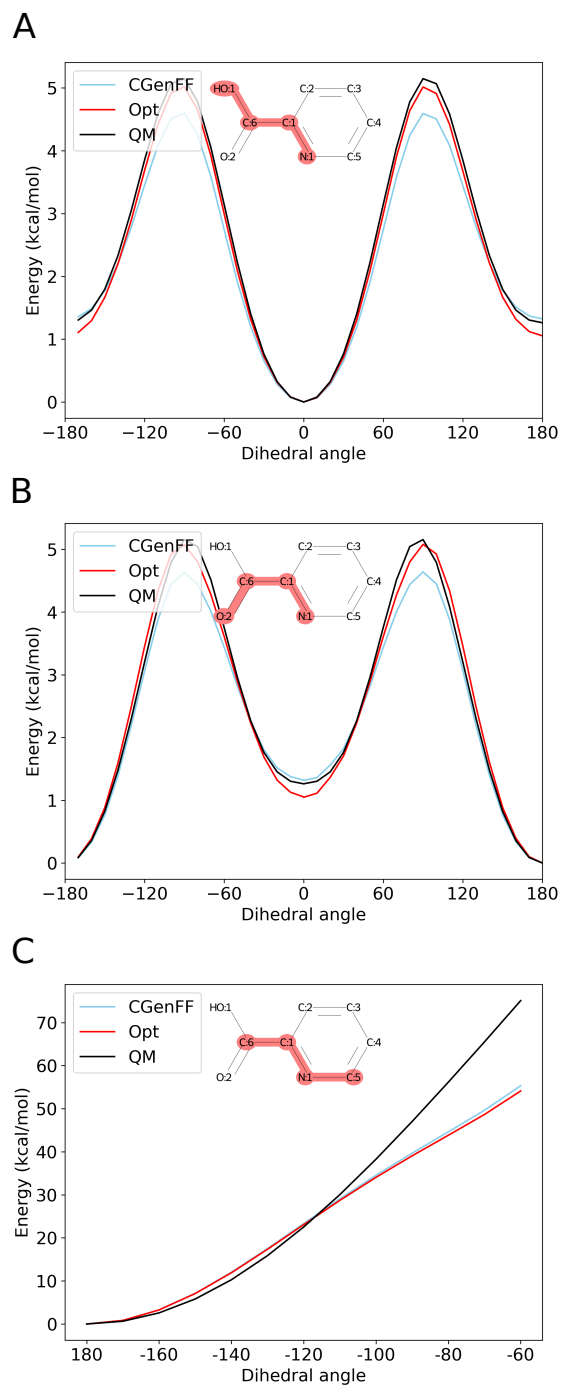 A
CGenFF
Opt
QM
HO:1
C:2
C:3
C:6
C:1
C:4
O:2
N:1
C:5
Energy (kcal/mol)
5
4
3
2
1
0
−180
−120
−60
0
60
120
180
Dihedral angle
B
CGenFF
Opt
QM
HO:1
C:2
C:3
C:6
C:1
C:4
O:2
N:1
C:5
Energy (kcal/mol)
5
4
3
2
1
0
−180
−120
−60
0
60
120
180
Dihedral angle
C
CGenFF
Opt
QM
HO:1
C:2
C:3
C:6
C:1
C:4
O:2
N:1
C:5
Energy (kcal/mol)
70
60
50
40
30
20
10
0
180
-160
-140
-120
-100
-80
-60
Dihedral angle